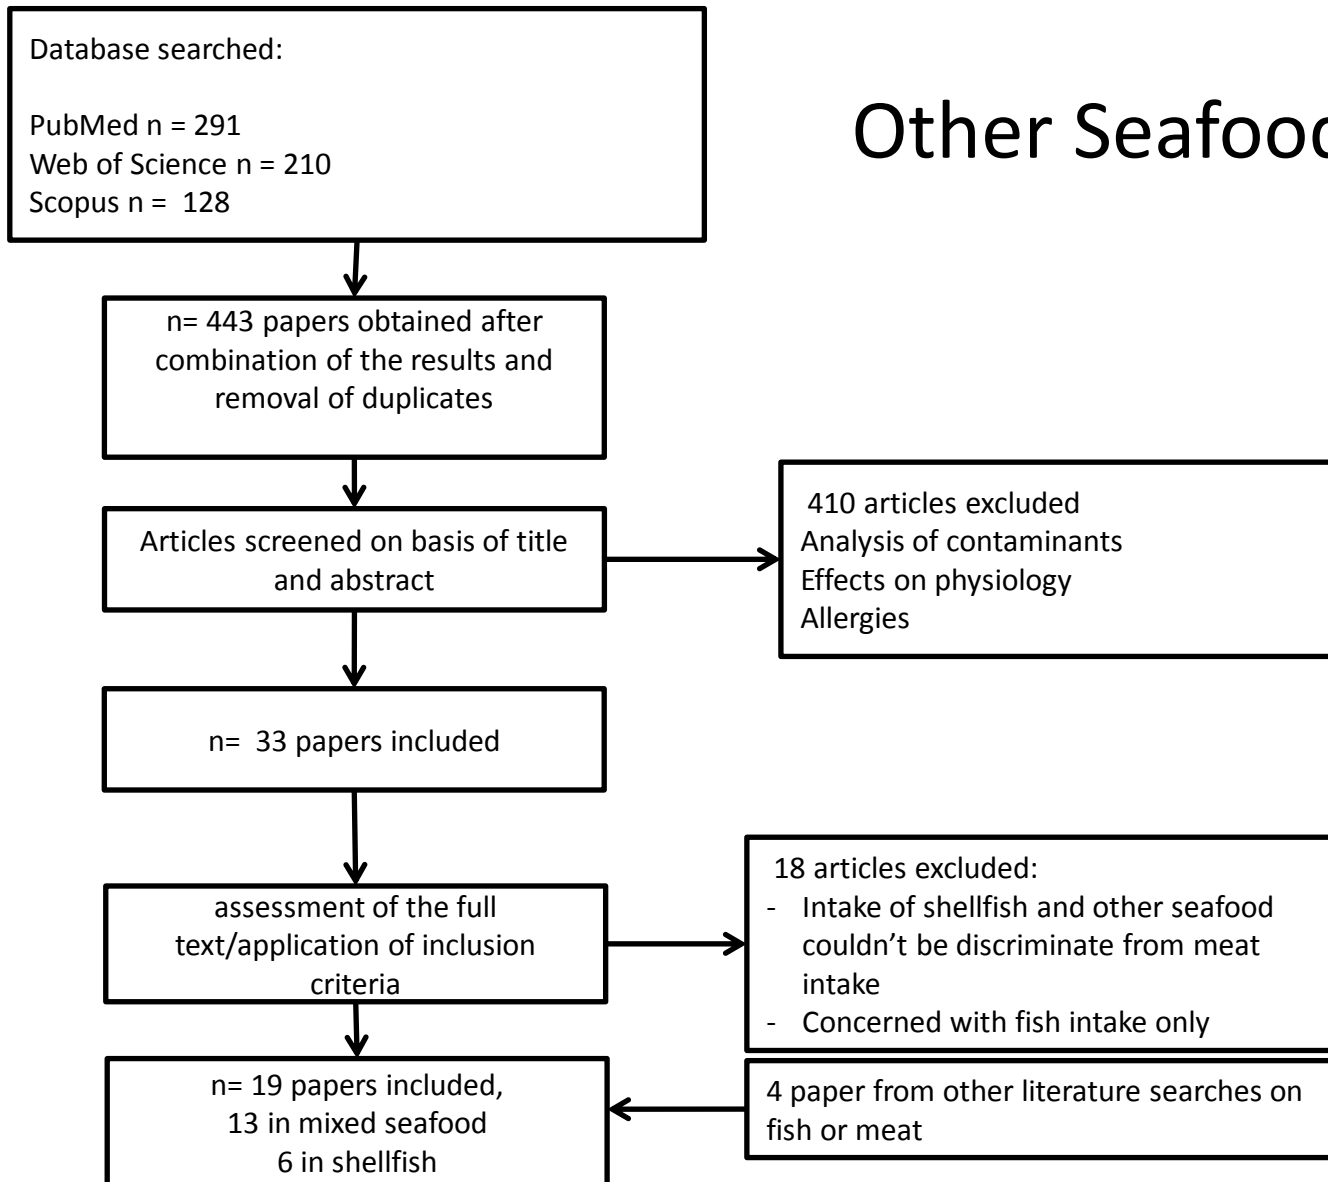 Database searched:
PubMed n = 291
Web of Science n = 210
Scopus n = 128
Other Seafood
n= 443 papers obtained after
combination of the results and
removal of duplicates
Articles screened on basis of title
and abstract
410 articles excluded
Analysis of contaminants
Effects on physiology
Allergies
n= 33 papers included
assessment of the full
text/application of inclusion
criteria
18 articles excluded:
- Intake of shellfish and other seafood
couldn’t be discriminate from meat
intake
- Concerned with fish intake only
n= 19 papers included,
13 in mixed seafood
6 in shellfish
4 paper from other literature searches on
fish or meat